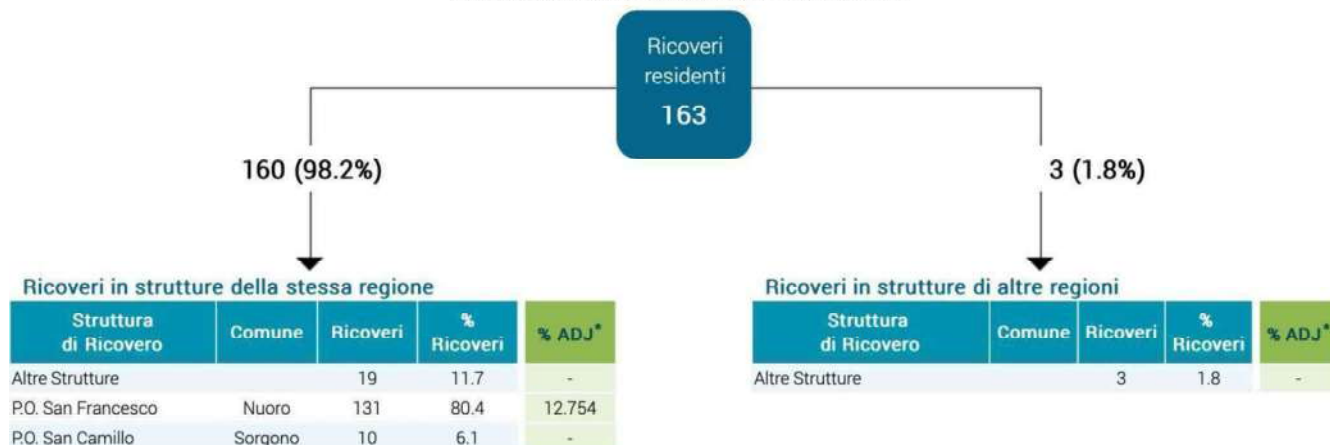 Ricoveri
residenti
163
160 (98.2%)
3 (1.8%)
Ricoveri in strutture della stessa regione
Struttura di Ricovero Comune Ricoveri % Ricoveri % ADJ*
Altre Strutture 19 11.7 -
P.O. San Francesco Nuoro 131 80.4 12.754
P.O. San Camillo Sorgono 10 6.1 -
Ricoveri in strutture di altre regioni
Struttura di Ricovero Comune Ricoveri % Ricoveri % ADJ*
Altre Strutture 3 1.8 -